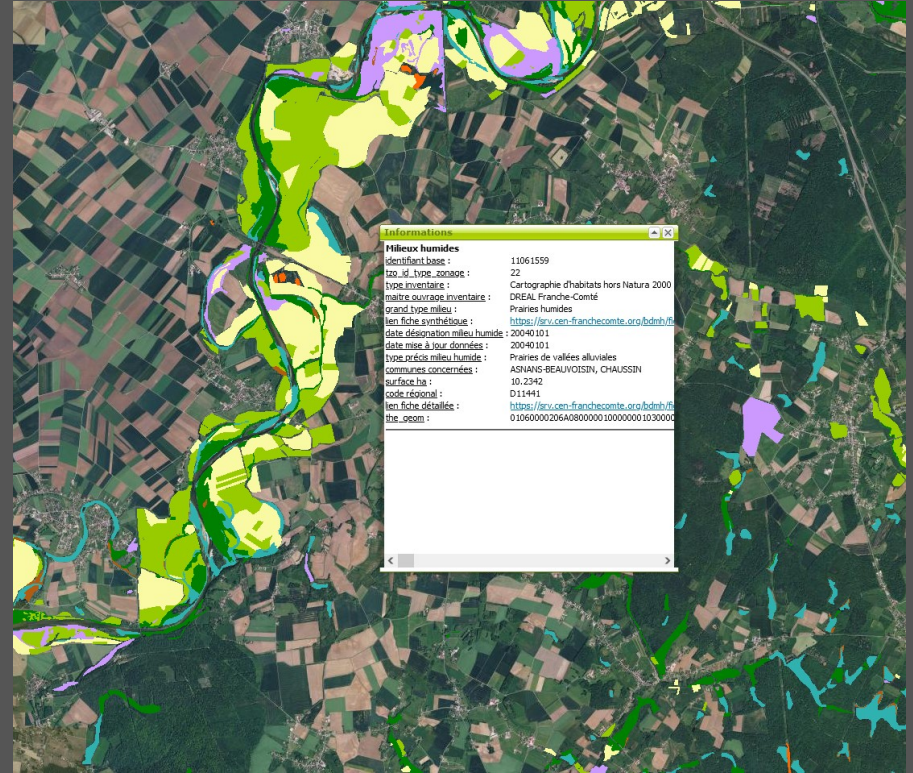 Informations
Milieux humides
identifiant base : 11061559
tzo_id_type_zonage : 22
type inventaire : Cartographie d'habitats hors Natura 2000
maitre ouvrage inventaire : DREAL Franche-Comté
grand type milieu : Prairies humides
lien fiche synthétique : https://srv.cen-franchecomte.org/bdmh/fi
date désignation milieu humide : 20040101
date mise à jour données : 20040101
type précis milieu humide : Prairies de vallées alluviales
communes concernées : ASNANS-BEAUVOISIN, CHAUSSIN
surface ha : 10.2342
code régional : D11441
lien fiche détaillée : https://srv.cen-franchecomte.org/bdmh/fi
the_geom : 01060000206A0800000100000001030000